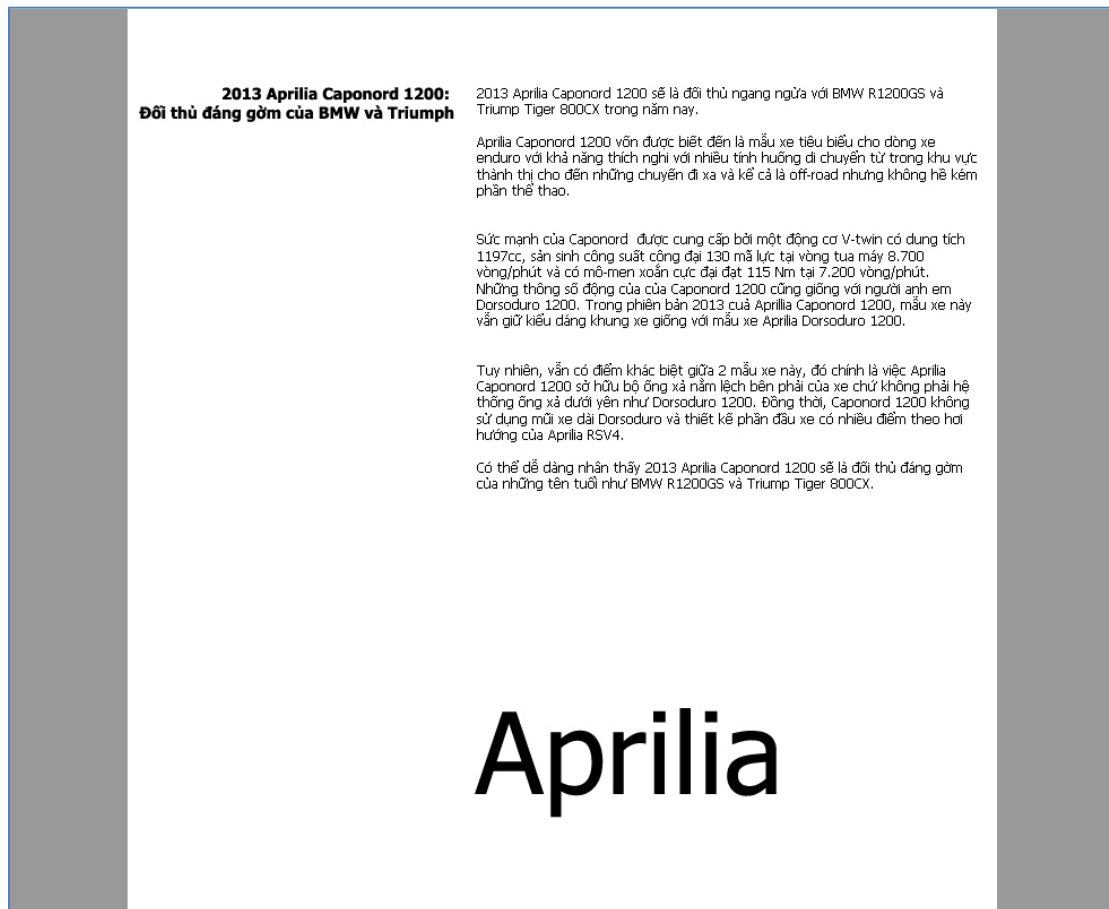 2013 Aprilia Caponord 1200:
Đối thủ đáng gờm của BMW và Triumph
2013 Aprilia Caponord 1200 sẽ là đối thủ ngang ngửa với BMW R1200GS và
Triump Tiger 800CX trong năm nay.
Aprilia Caponord 1200 vốn được biết đến là mẫu xe tiêu biểu cho dòng xe
enduro với khả năng thích nghi với nhiều tính huống di chuyển từ trong khu vực
thành thị cho đến những chuyến đi xa và kể cả là off-road nhưng không hề kém
phần thể thao.
Sức mạnh của Caponord được cung cấp bởi một động cơ V-twin có dung tích
1197cc, sản sinh công suất công đại 130 mã lực tại vòng tua máy 8.700
vòng/phút và có mô-men xoắn cực đại đạt 115 Nm tại 7.200 vòng/phút.
Những thông số động của của Caponord 1200 cũng giống với người anh em
Dorsoduro 1200. Trong phiên bản 2013 cuả Aprillia Caponord 1200, mẫu xe này
vẫn giữ kiểu dáng khung xe giống với mẫu xe Aprilia Dorsoduro 1200.
Tuy nhiên, vẫn có điểm khác biệt giữa 2 mẫu xe này, đó chính là việc Aprilia
Caponord 1200 sở hữu bộ ống xả nằm lệch bên phải của xe chứ không phải hệ
thống ống xả dưới yên như Dorsoduro 1200. Đồng thời, Caponord 1200 không
sử dụng mũi xe dài Dorsoduro và thiết kế phần đầu xe có nhiều điểm theo hơi
hướng của Aprilia RSV4.
Có thể dễ dàng nhân thấy 2013 Aprilia Caponord 1200 sẽ là đối thủ đáng gờm
của những tên tuổi như BMW R1200GS và Triump Tiger 800CX.
Aprilia